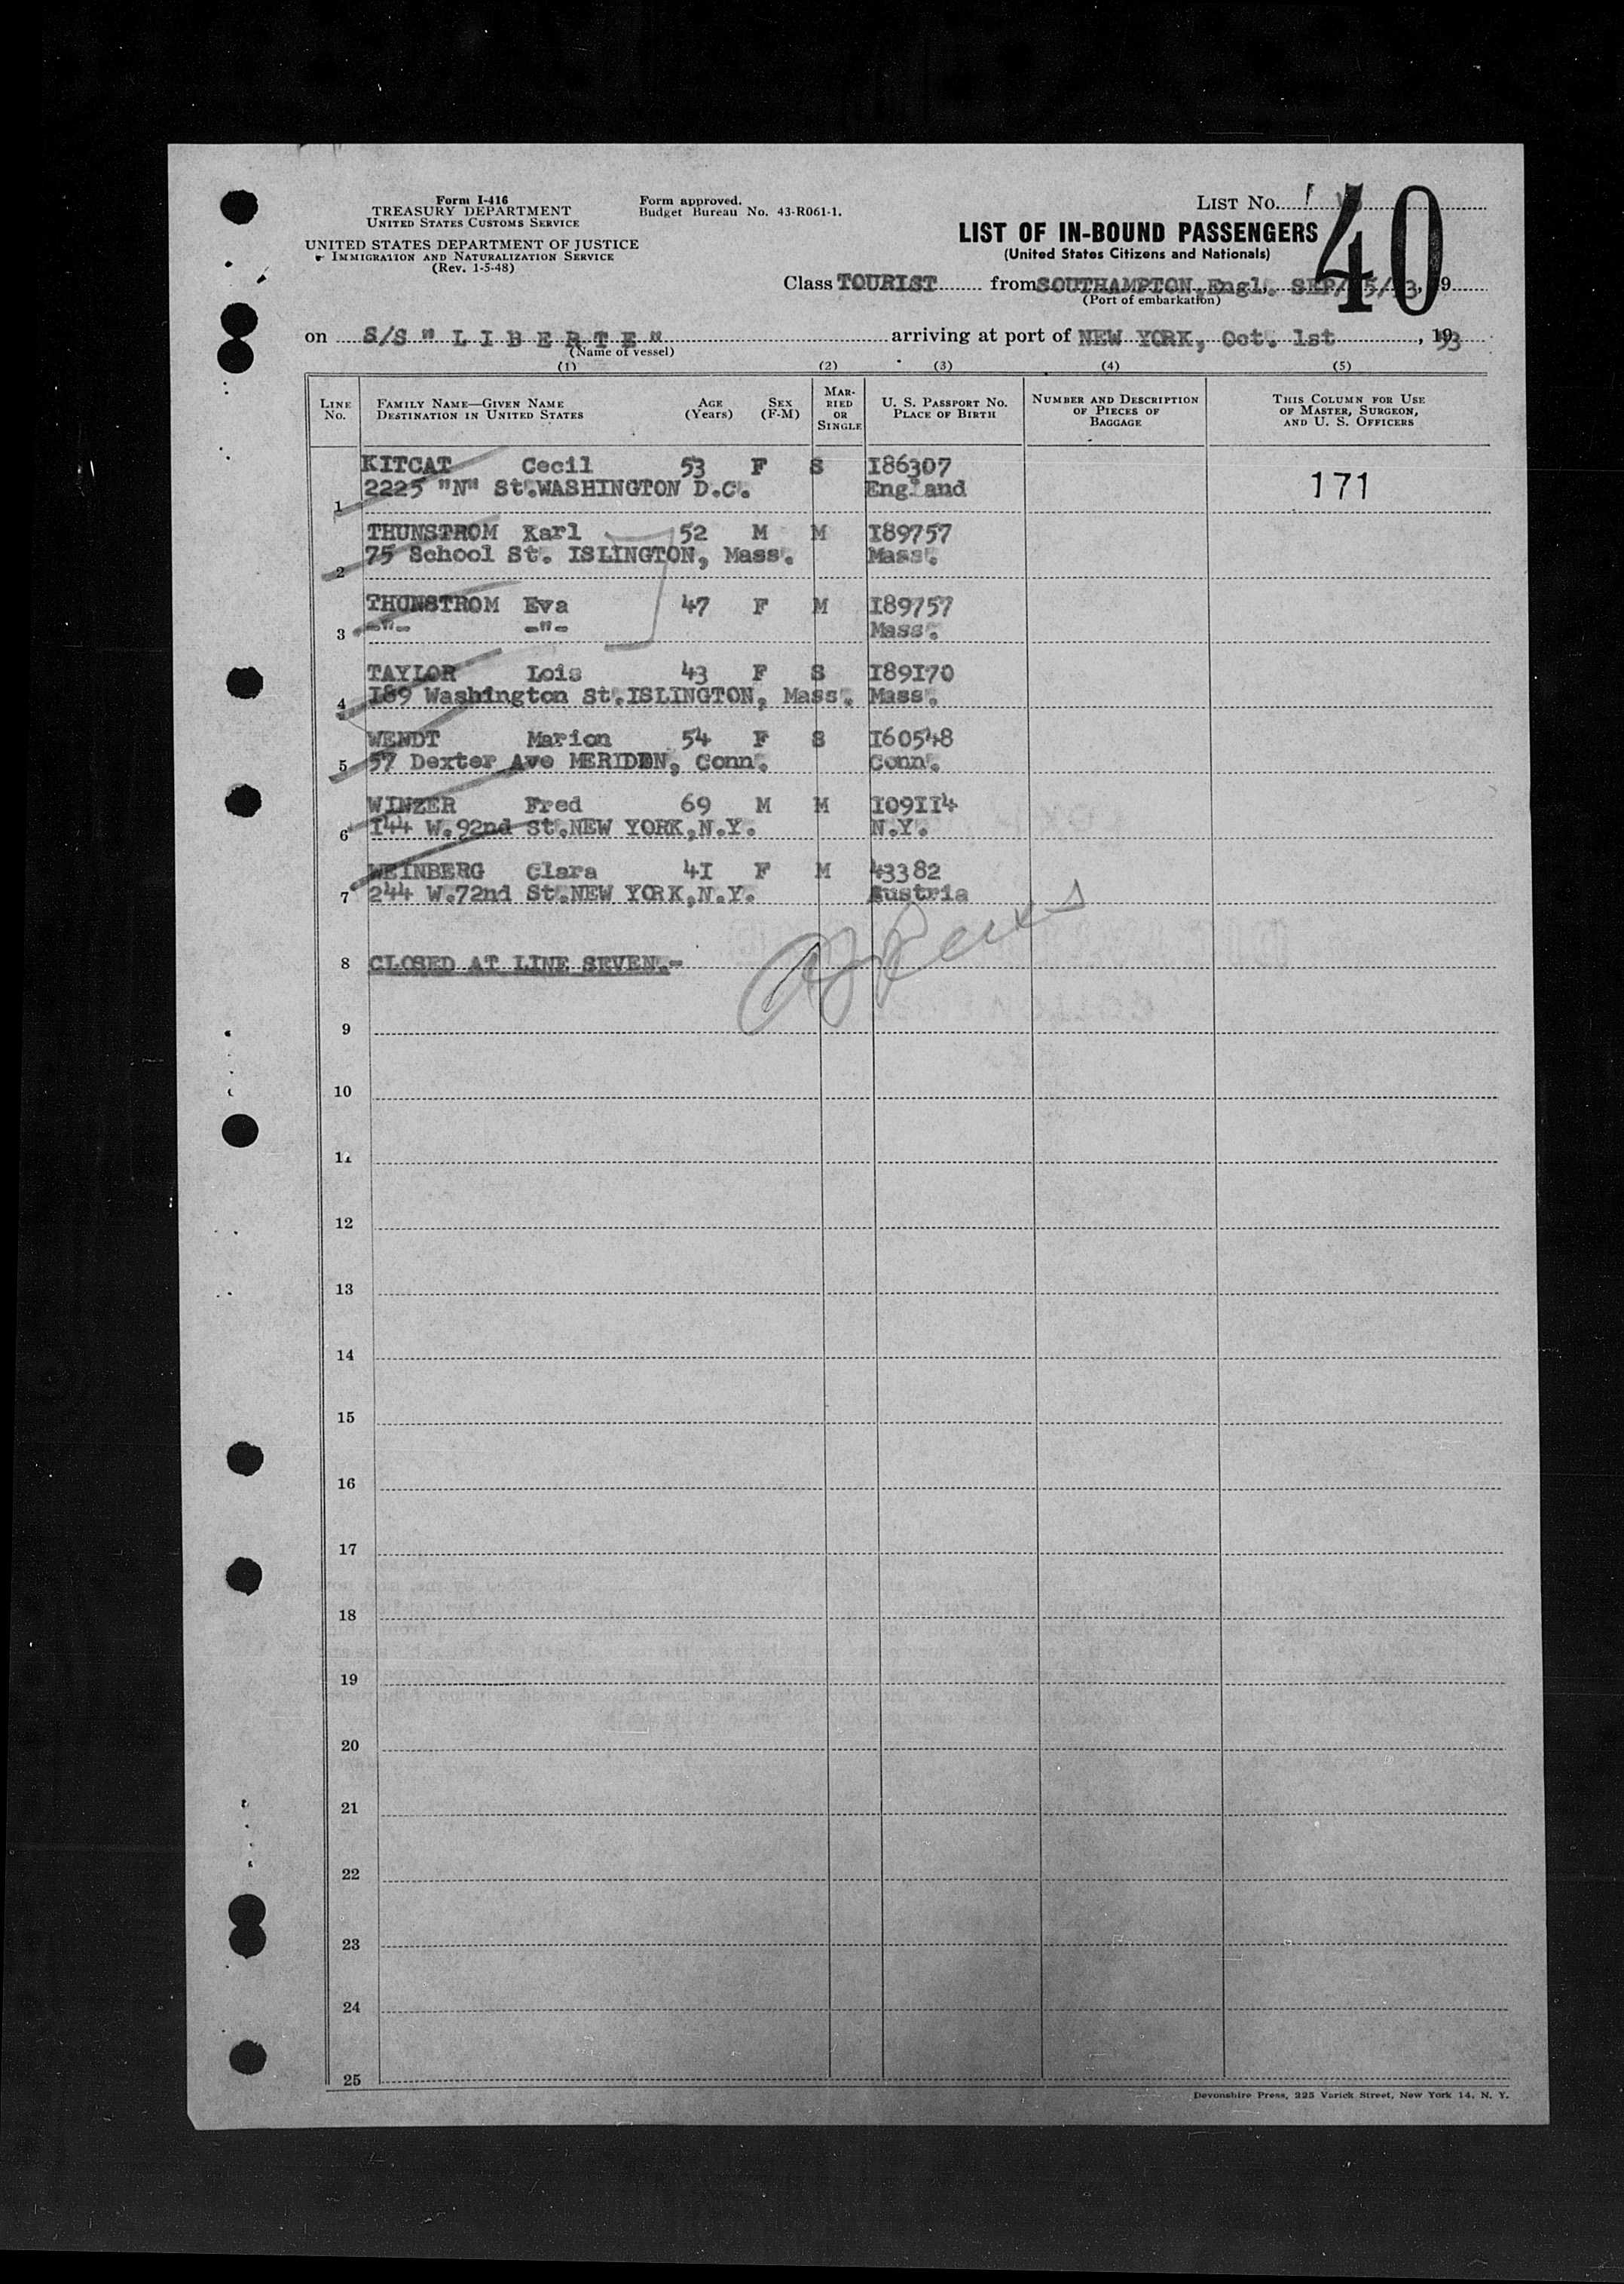 Form I-416
TREASURY DEPARTMENT
UNITED STATES CUSTOMS SERVICE
UNITED STATES DEPARTMENT OF JUSTICE
IMMIGRATION AND NATURALIZATION SERVICE
(Rev. 1-5-48)
Form approved.
Budget Bureau No. 43-R061-1.
LIST No.
40
LIST OF IN-BOUND PASSENGERS
(United States Citizens and Nationals)
Class TOURIST from SOUTHAMPTON, Engl.
(Port of embarkation)
on S/S " L I B E R T E " arriving at port of NEW YORK, Oct. 1st , 1953
(Name of vessel)
(1) (2) (3) (4) (5)
LINE No. FAMILY NAME—GIVEN NAME DESTINATION IN UNITED STATES AGE (Years) SEX (F-M) MARRIED OR SINGLE U. S. PASSPORT No. PLACE OF BIRTH NUMBER AND DESCRIPTION OF PIECES OF BAGGAGE THIS COLUMN FOR USE OF MASTER, SURGEON, AND U. S. OFFICERS
KITCAT Cecil 53 F S I86307
1 2225 "N" St.WASHINGTON D.C. England 171
THUNSTROM Karl 52 M M I89757
2 75 School St. ISLINGTON, Mass. Mass.
THUNSTROM Eva 47 F M I89757
3 -"- -"- Mass.
TAYLOR Lois 43 F S I89I70
4 I89 Washington St.ISLINGTON, Mass. Mass.
WENDT Marion 54 F S I60548
5 57 Dexter Ave MERIDEN, Conn. Conn.
WINZER Fred 69 M M I09II4
6 I44 W.92nd St.NEW YORK,N.Y. N.Y.
WEINBERG Clara 4I F M 43382
7 244 W.72nd St.NEW YORK,N.Y. Austria
8 CLOSED AT LINE SEVEN.-
9
10
11
12
13
14
15
16
17
18
19
20
21
22
23
24
25
Devonshire Press, 225 Varick Street, New York 14, N. Y.